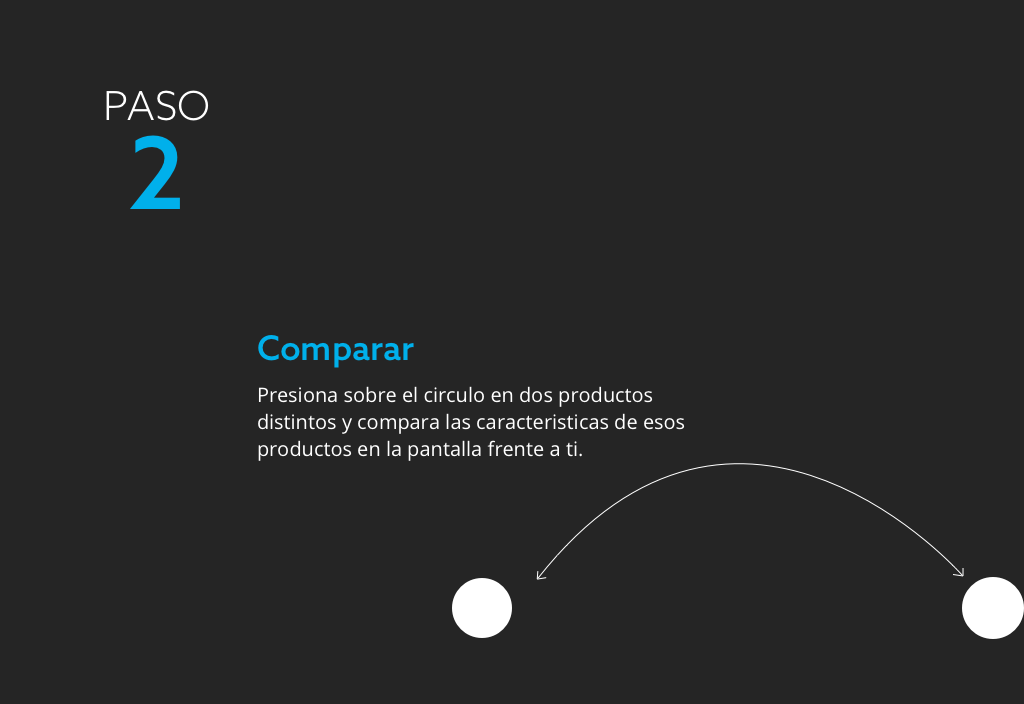 PASO
2
Comparar
Presiona sobre el circulo en dos productos
distintos y compara las caracteristicas de esos
productos en la pantalla frente a ti.